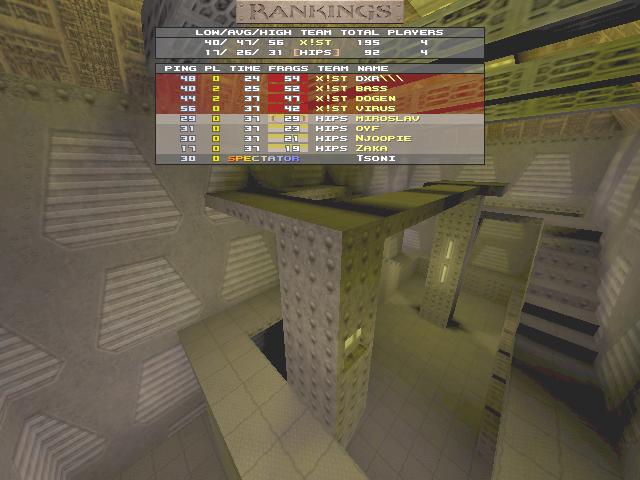 RANKINGS
LOW/AVG/HIGH TEAM TOTAL PLAYERS
40/ 47/ 56 X!ST 195 4
17/ 26/ 31 [HIPS] 92 4
PING PL TIME FRAGS TEAM NAME
48 0 24 54 X!ST DXR\\\
40 2 25 52 X!ST BASS
44 2 37 47 X!ST DOGEN
56 0 37 42 X!ST VIRUS
29 0 37 [ 29] HIPS MIROSLAV
31 0 37 23 HIPS OYF
30 0 37 21 HIPS NJOOPIE
17 0 37 19 HIPS ZAKA
30 0 SPECTATOR TSONI